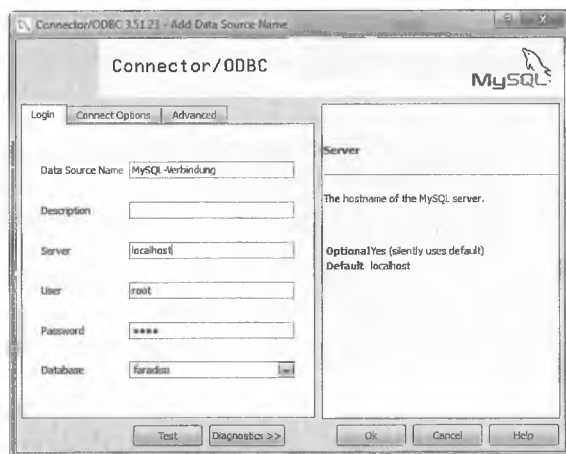 Connector/ODBC 3.51.21 - Add Data Source Name
Connector/ODBC
MySQL
Login Connect Options Advanced
Data Source Name MySQL-Verbindung
Description
Server localhost
User root
Password ****
Database
Test Diagnostics >>
Server
The hostname of the MySQL server.
Optional Yes (silently uses default)
Default localhost
Ok Cancel Help